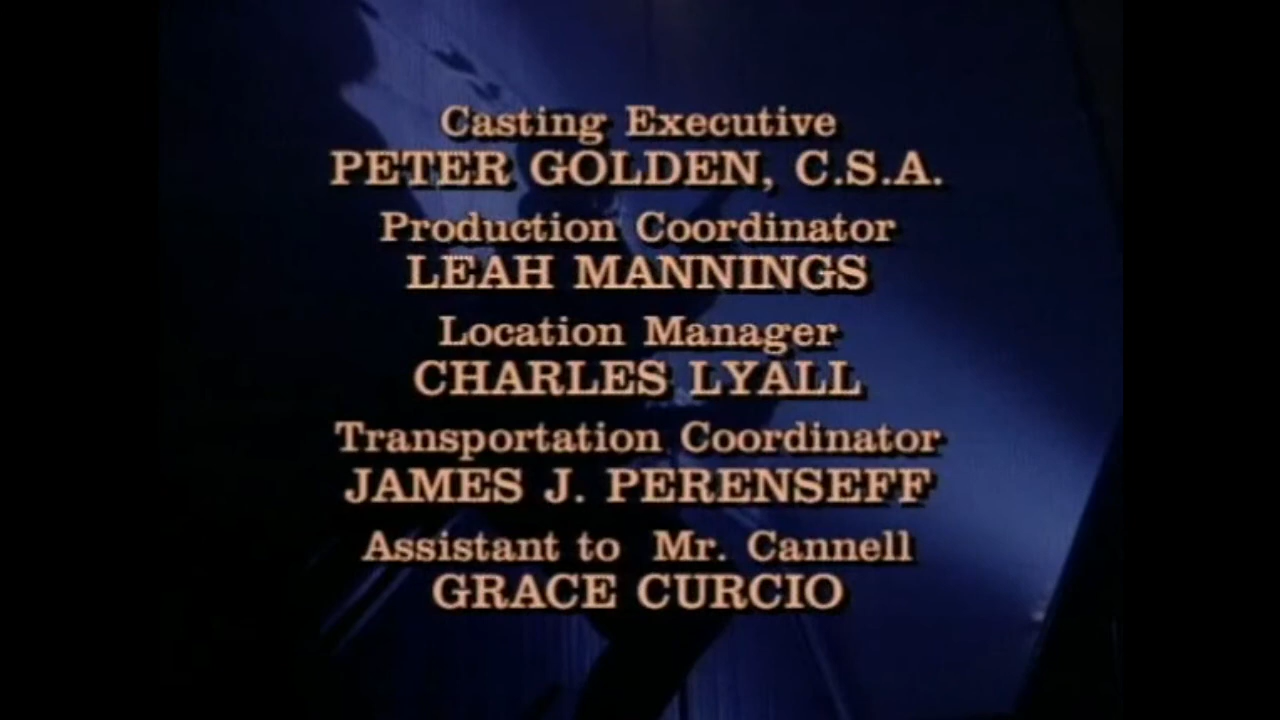 Casting Executive
PETER GOLDEN, C.S.A.
Production Coordinator
LEAH MANNINGS
Location Manager
CHARLES LYALL
Transportation Coordinator
JAMES J. PERENSEFF
Assistant to Mr. Cannell
GRACE CURCIO